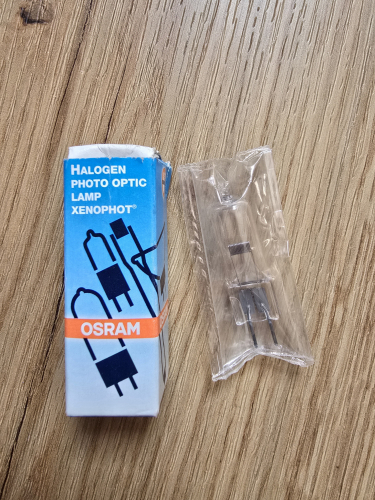 HALOGEN
PHOTO OPTIC
LAMP
XENOPHOT®
OSRAM